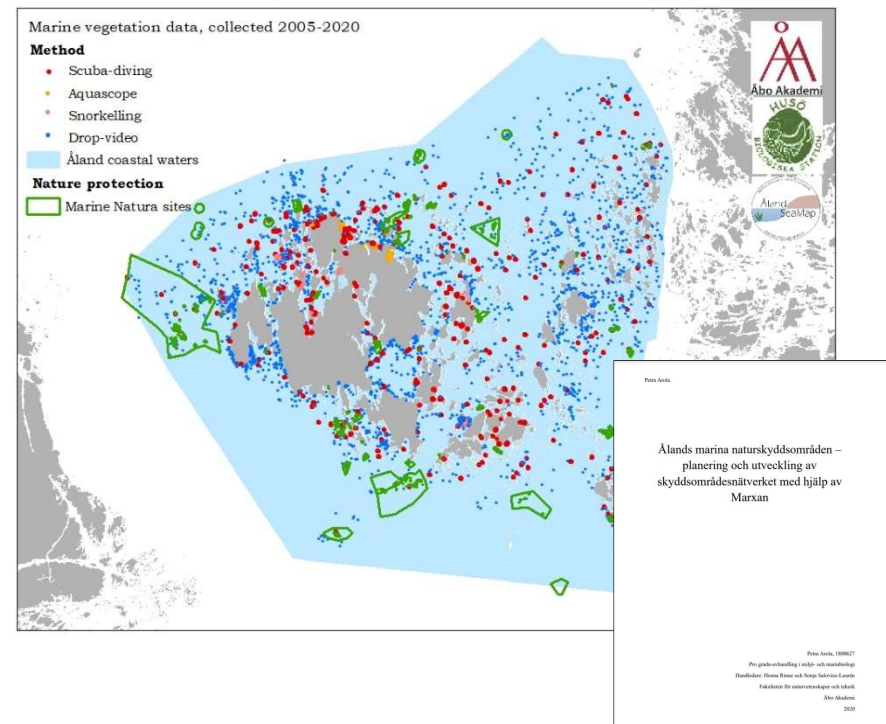 Marine vegetation data, collected 2005-2020
Method
Scuba-diving
Aquascope
Snorkelling
Drop-video
Åland coastal waters
Nature protection
Marine Natura sites
Åbo Akademi
HUSÖ
BIOLOGISKA STATION
Åland
SeaMap
Petra Arola
Ålands marina naturskyddsområden –
planering och utveckling av
skyddsområdesnätverket med hjälp av
Marxan
Petra Arola, 1800627
Pro gradu-avhandling i miljö- och marinbiologi
Handledare: Henna Rinne och Sonja Salovius-Laurén
Fakulteten för naturvetenskaper och teknik
Åbo Akademi
2020